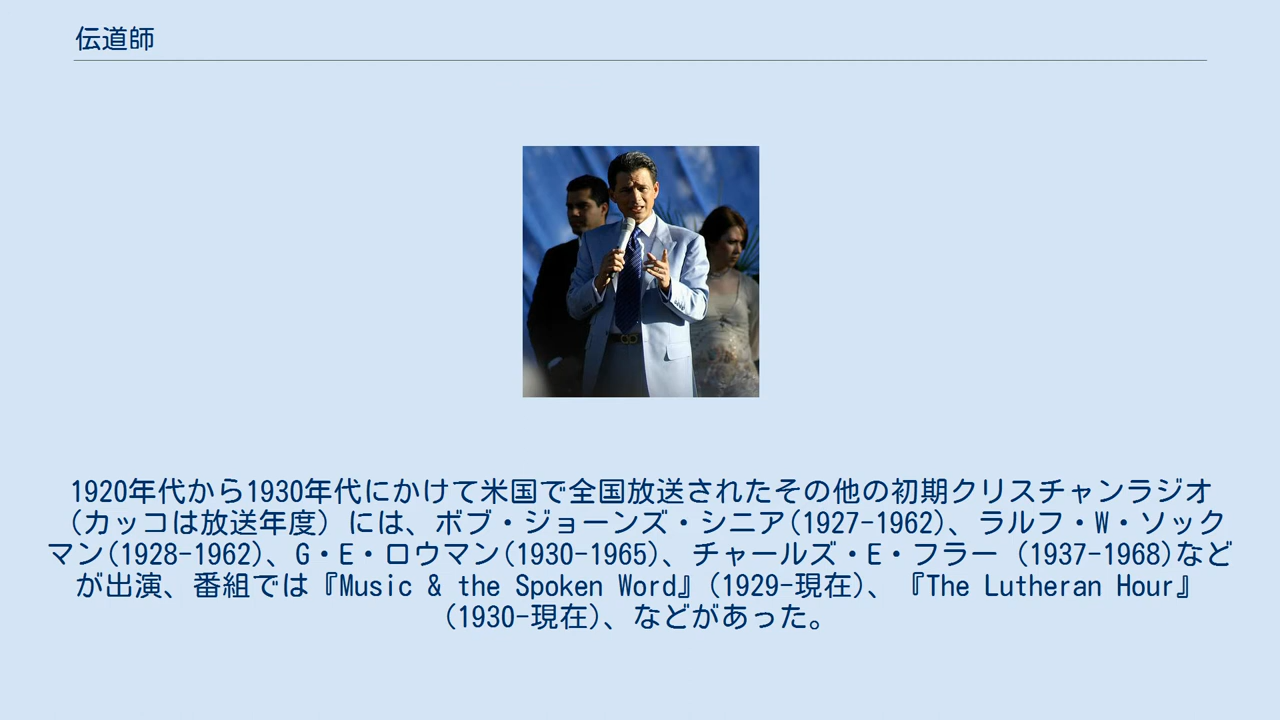 伝道師
1920年代から1930年代にかけて米国で全国放送されたその他の初期クリスチャンラジオ
(カッコは放送年度) には、ボブ・ジョーンズ・シニア(1927-1962)、ラルフ・W・ソック
マン(1928-1962)、G・E・ロウマン(1930-1965)、チャールズ・E・フラー (1937-1968)など
が出演、番組では『Music & the Spoken Word』(1929-現在)、『The Lutheran Hour』
(1930-現在)、などがあった。